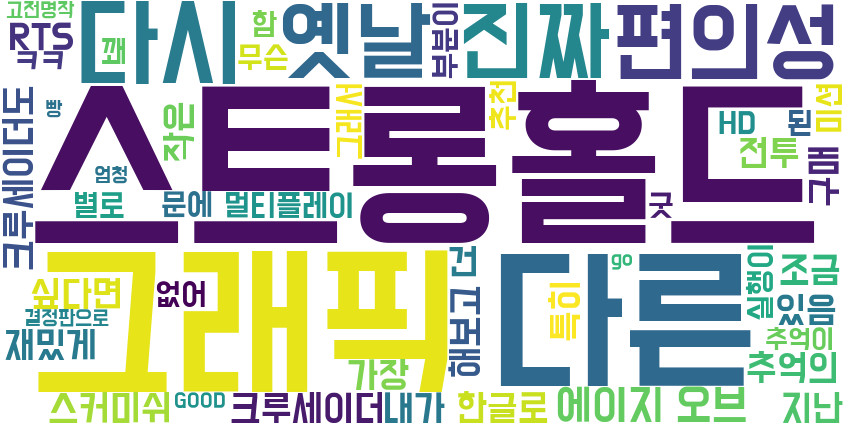 고전명작
RTS
ㅋㅋ
꽤
다시
함
무슨
옛날
부분이
진짜
편의성
크루세이더도
빵
스트롱홀드
작은
그래서
추천
HD
된
미션
전투
구매
엄청
별로
문에
멀티플레이
굿
그래픽
다른
싶다면
없어
건
go
특히
실행이
조금
있음
결정판으로
재밌게
해보고
추억이
추억의
가장
스커미쉬
GOOD
크루세이더
내가
한글로
에이지 오브
지난